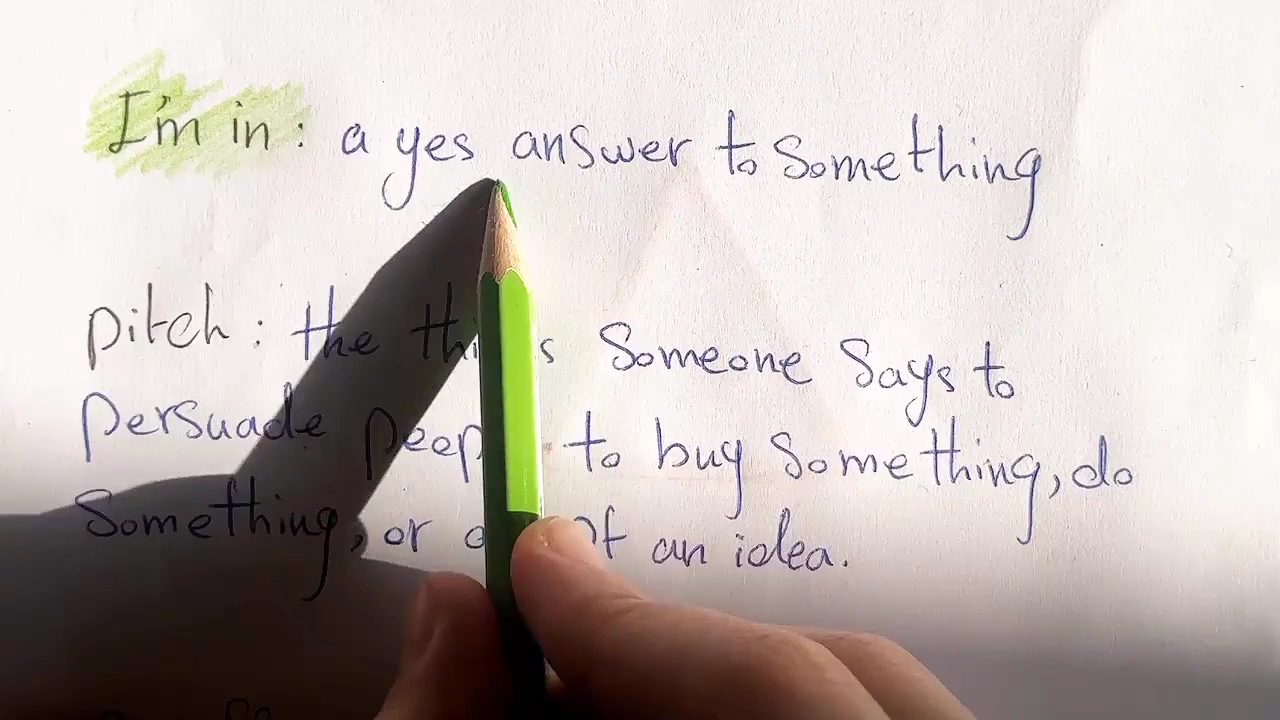 I'm in: a yes answer to something
pitch: the thi s someone says to
persuade peop to buy something, do
something, or an idea.